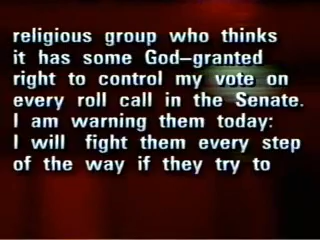 religious group who thinks
it has some God–granted
right to control my vote on
every roll call in the Senate.
I am warning them today:
I will fight them every step
of the way if they try to